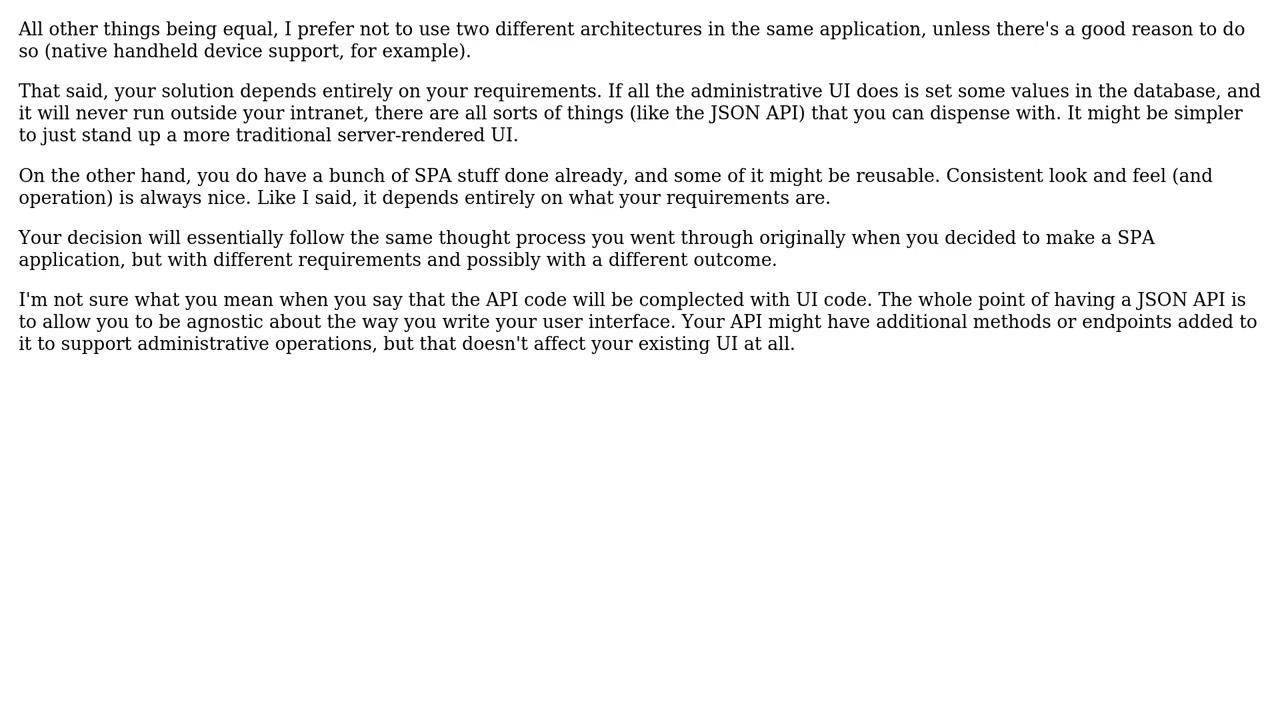 All other things being equal, I prefer not to use two different architectures in the same application, unless there's a good reason to do
so (native handheld device support, for example).
That said, your solution depends entirely on your requirements. If all the administrative UI does is set some values in the database, and
it will never run outside your intranet, there are all sorts of things (like the JSON API) that you can dispense with. It might be simpler
to just stand up a more traditional server-rendered UI.
On the other hand, you do have a bunch of SPA stuff done already, and some of it might be reusable. Consistent look and feel (and
operation) is always nice. Like I said, it depends entirely on what your requirements are.
Your decision will essentially follow the same thought process you went through originally when you decided to make a SPA
application, but with different requirements and possibly with a different outcome.
I'm not sure what you mean when you say that the API code will be complected with UI code. The whole point of having a JSON API is
to allow you to be agnostic about the way you write your user interface. Your API might have additional methods or endpoints added to
it to support administrative operations, but that doesn't affect your existing UI at all.